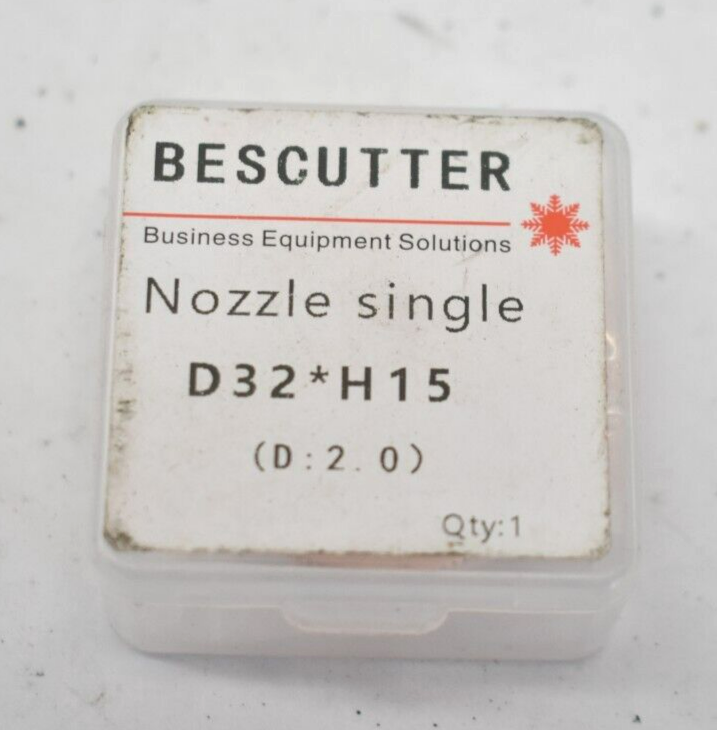 BESCUTTER
Business Equipment Solutions
Nozzle single
D32*H15
(D:2.0)
Qty:1